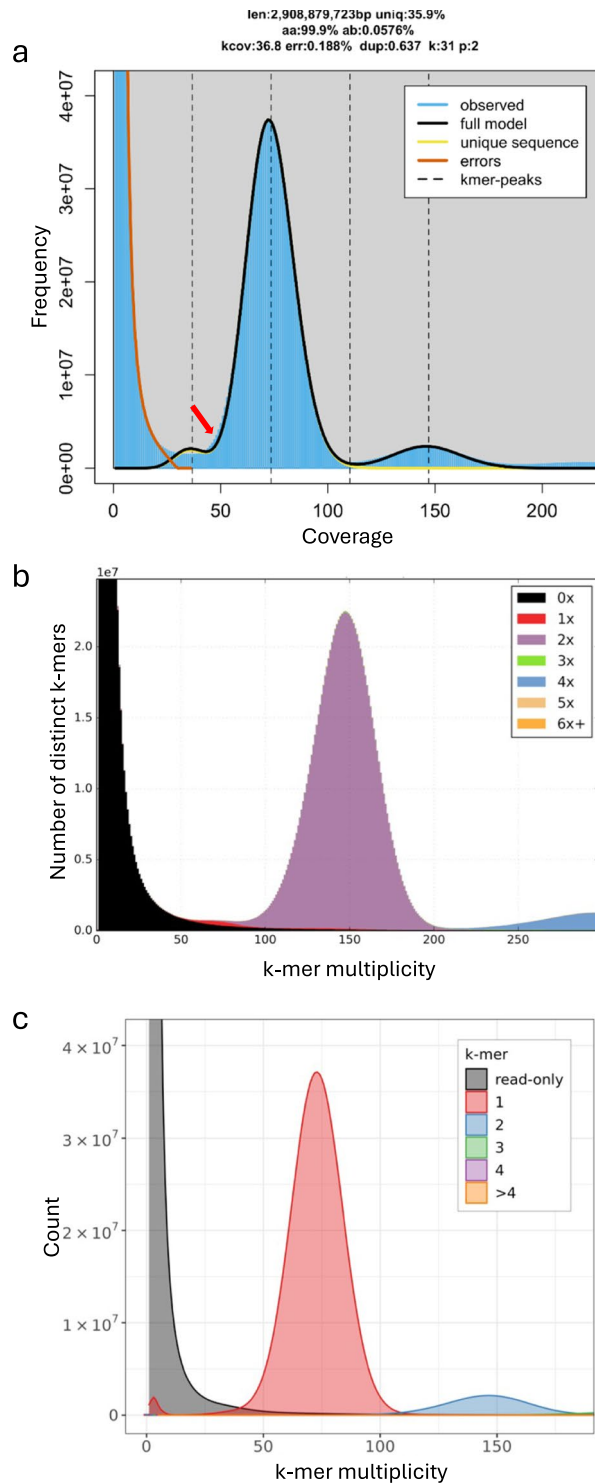 len:2,908,879,723bp uniq:35.9%
aa:99.9% ab:0.0576%
kcov:36.8 err:0.188% dup:0.637 k:31 p:2
a
4e+07
3e+07
2e+07
1e+07
0e+00
Frequency
observed
full model
unique sequence
errors
kmer-peaks
0 50 100 150 200
Coverage
b
1e7
2.0
1.5
1.0
0.5
0.0
Number of distinct k-mers
0x
1x
2x
3x
4x
5x
6x+
0 50 100 150 200 250
k-mer multiplicity
c
4 × 10⁷
3 × 10⁷
2 × 10⁷
1 × 10⁷
0
Count
k-mer
read-only
1
2
3
4
>4
0 50 100 150
k-mer multiplicity